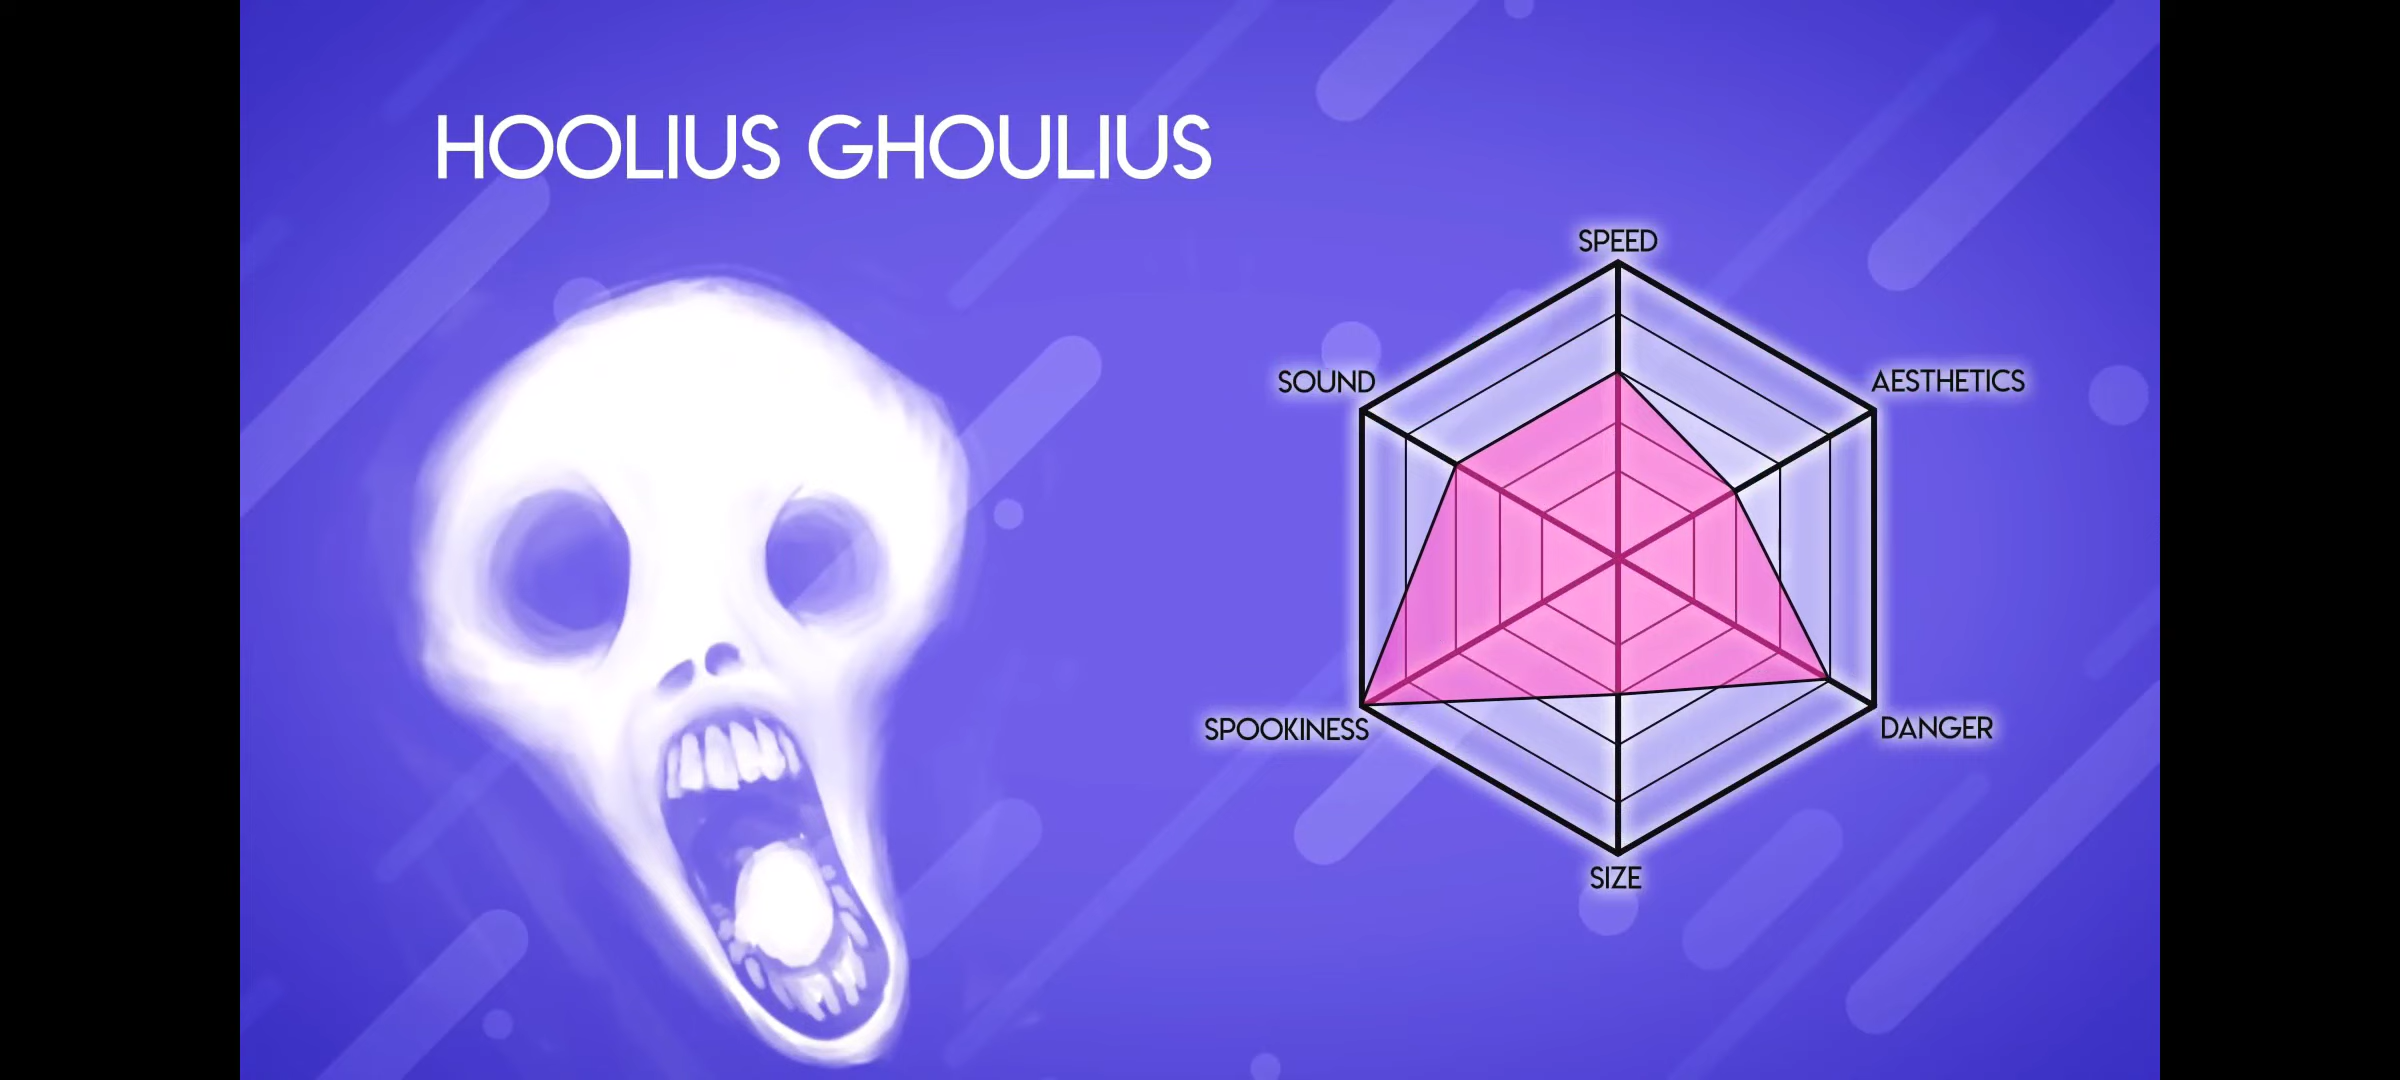 HOOLIUS GHOULIUS
SPEED
SOUND
AESTHETICS
SPOOKINESS
DANGER
SIZE